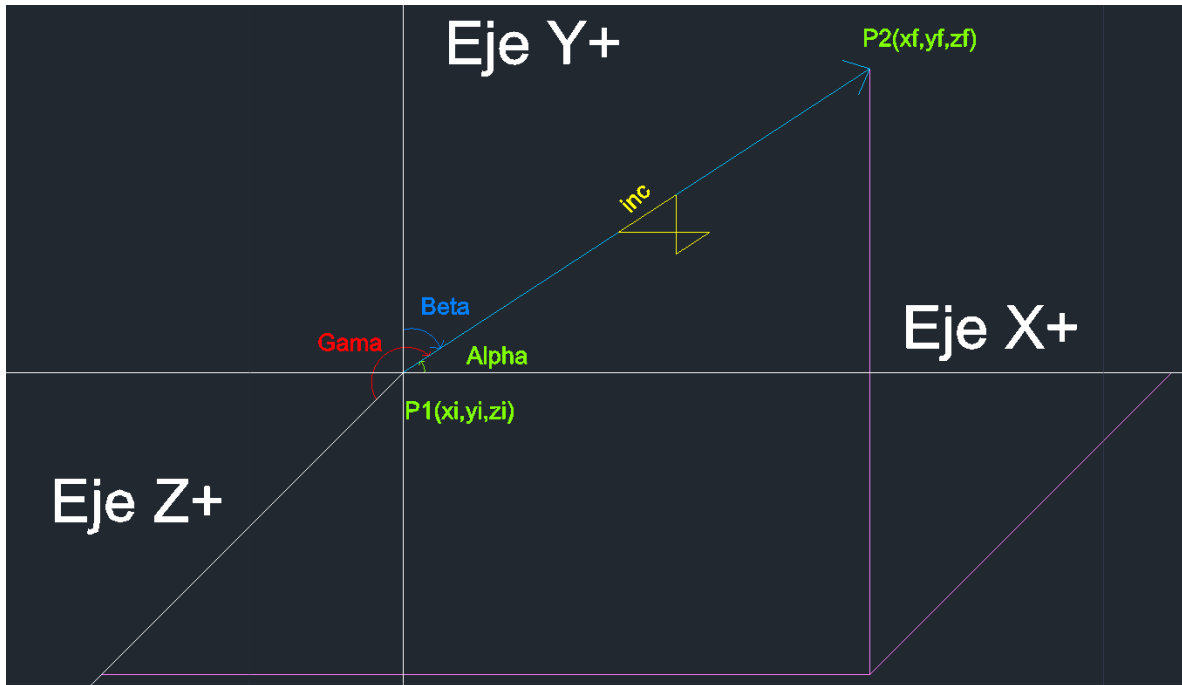 Eje Y+
P2(xf,yf,zf)
inc
Beta
Eje X+
Gama
Alpha
P1(xi,yi,zi)
Eje Z+